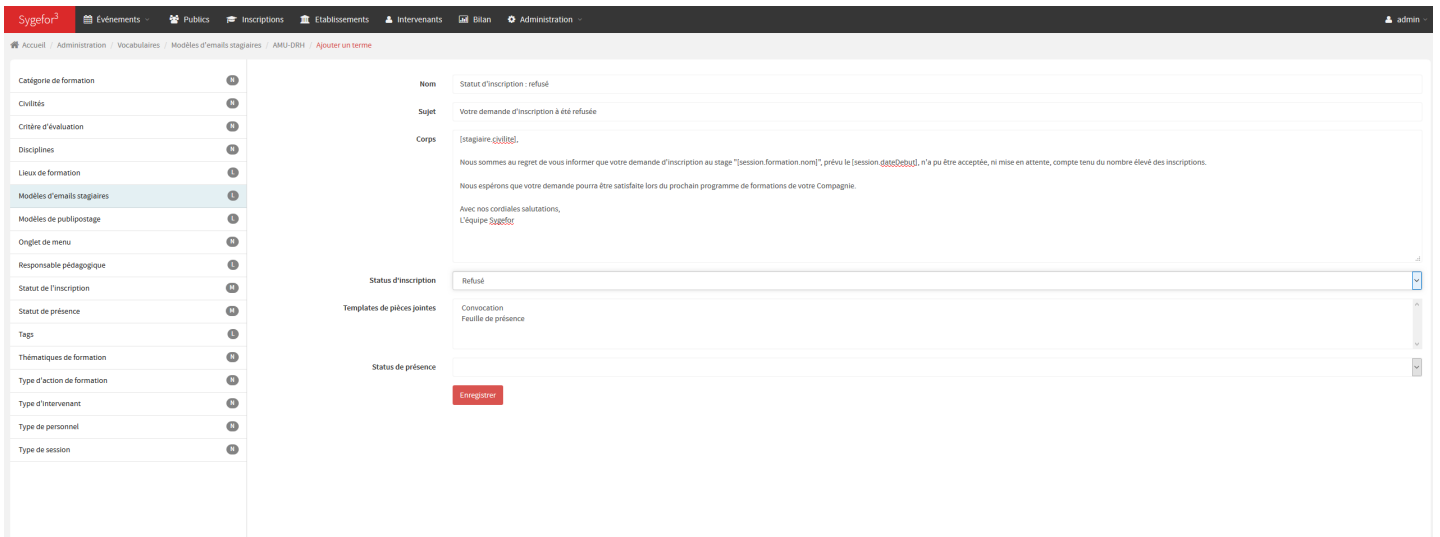 Sygefor3 Événements Publics Inscriptions Etablissements Intervenants Bilan Administration admin
Accueil / Administration / Vocabulaires / Modèles d'emails stagiaires / AMU-DRH / Ajouter un terme
Catégorie de formation N
Civilités N
Critère d'évaluation N
Disciplines N
Lieux de formation L
Modèles d'emails stagiaires L
Modèles de publipostage L
Onglet de menu N
Responsable pédagogique L
Statut de l'inscription M
Statut de présence M
Tags L
Thématiques de formation N
Type d'action de formation N
Type d'intervenant N
Type de personnel N
Type de session N
Nom Statut d'inscription : refusé
Sujet Votre demande d'inscription à été refusée
Corps [stagiaire.civilite],
Nous sommes au regret de vous informer que votre demande d'inscription au stage "[session.formation.nom]", prévu le [session.dateDebut], n'a pu être acceptée, ni mise en attente, compte tenu du nombre élevé des inscriptions.
Nous espérons que votre demande pourra être satisfaite lors du prochain programme de formations de votre Compagnie.
Avec nos cordiales salutations,
L'équipe Sygefor
Status d'inscription Refusé
Templates de pièces jointes Convocation
Feuille de présence
Status de présence
Enregistrer